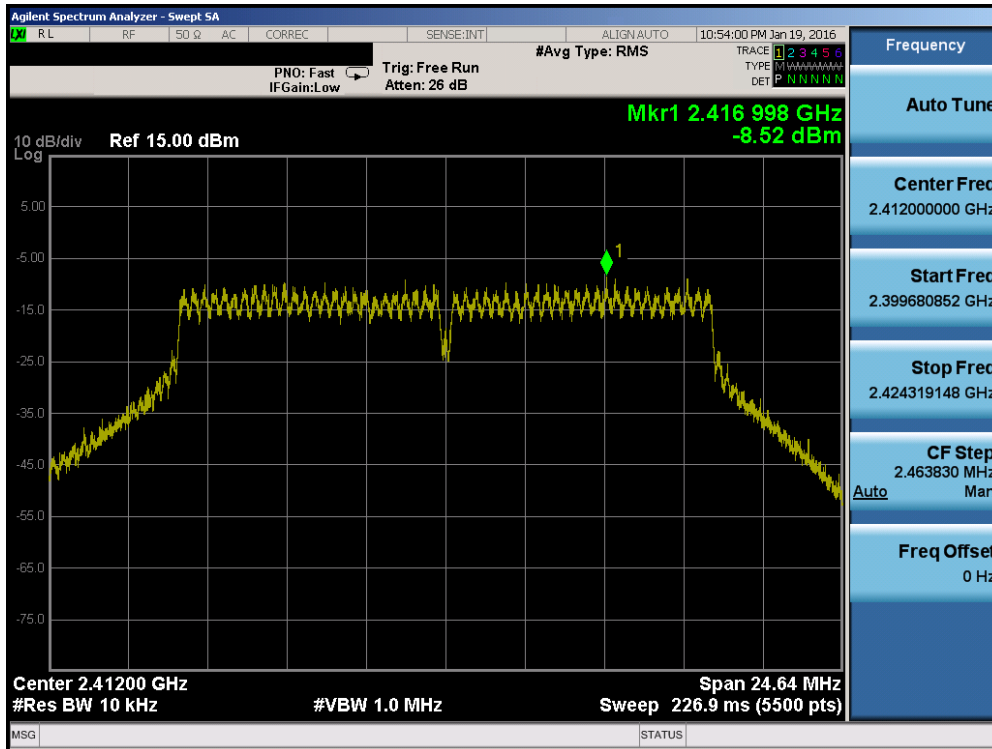 Agilent Spectrum Analyzer - Swept SA
LXI RL RF 50 Ω AC CORREC SENSE:INT ALIGN AUTO 10:54:00 PM Jan 19, 2016
#Avg Type: RMS
TRACE 1 2 3 4 5 6
PNO: Fast Trig: Free Run TYPE M WWWWW
IFGain:Low Atten: 26 dB DET P N N N N N
Mkr1 2.416 998 GHz
-8.52 dBm
10 dB/div Ref 15.00 dBm
Log
5.00
-5.00
1
-15.0
-25.0
-35.0
-45.0
-55.0
-65.0
-75.0
Center 2.41200 GHz Span 24.64 MHz
#Res BW 10 kHz #VBW 1.0 MHz Sweep 226.9 ms (5500 pts)
MSG STATUS
Frequency
Auto Tune
Center Freq
2.412000000 GHz
Start Freq
2.399680852 GHz
Stop Freq
2.424319148 GHz
CF Step
2.463830 MHz
Auto Man
Freq Offset
0 Hz